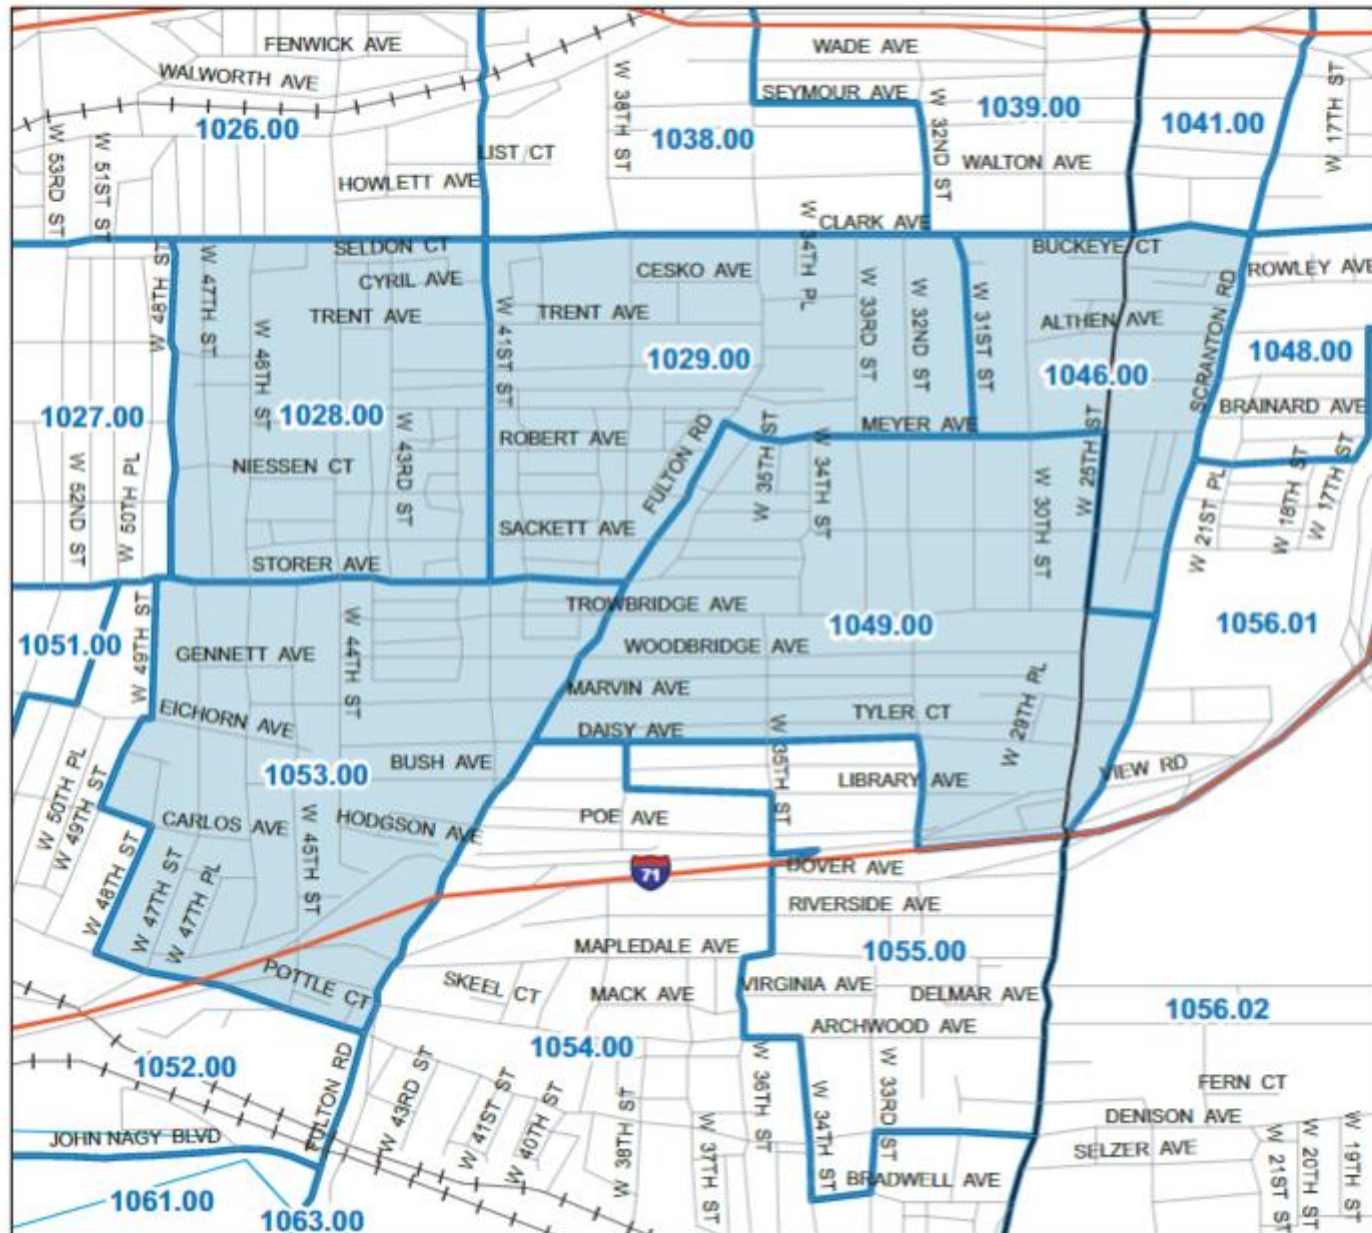 FENWICK AVE
WADE AVE
WALWORTH AVE
SEYMOUR AVE
W 38TH ST
W 32ND ST
1039.00
W 17TH ST
1026.00
1038.00
1041.00
W 53RD ST
W 51ST ST
LIST CT
WALTON AVE
HOWLETT AVE
CLARK AVE
W 34TH PL
SELDON CT
BUCKEYE CT
W 48TH ST
W 47TH ST
CYRIL AVE
CESKO AVE
ROWLEY AVE
W 41ST ST
W 33RD ST
W 32ND ST
W 31ST ST
SCRANTON RD
TRENT AVE
TRENT AVE
ALTHEN AVE
W 46TH ST
1029.00
1048.00
1046.00
1027.00
1028.00
BRAINARD AVE
W 43RD ST
ROBERT AVE
FULTON RD
W 35TH ST
W 34TH ST
MEYER AVE
W 25TH ST
W 52ND ST
W 50TH PL
NIESSEN CT
W 30TH ST
W 21ST PL
W 18TH ST
W 17TH ST
SACKETT AVE
STORER AVE
W 49TH ST
W 44TH ST
TROWBRIDGE AVE
1049.00
1056.01
1051.00
GENNETT AVE
WOODBRIDGE AVE
MARVIN AVE
W 29TH PL
EICHORN AVE
TYLER CT
DAISY AVE
W 35TH ST
W 50TH PL
W 49TH ST
1053.00
BUSH AVE
LIBRARY AVE
VIEW RD
CARLOS AVE
W 45TH ST
HODGSON AVE
POE AVE
W 48TH ST
W 47TH ST
W 47TH PL
71
DOVER AVE
RIVERSIDE AVE
MAPLEDALE AVE
1055.00
POTTLE CT
SKEEL CT
MACK AVE
VIRGINIA AVE
DELMAR AVE
1056.02
ARCHWOOD AVE
1054.00
1052.00
FULTON RD
W 43RD ST
W 41ST ST
W 40TH ST
W 38TH ST
W 37TH ST
W 36TH ST
W 34TH ST
W 33RD ST
FERN CT
DENISON AVE
JOHN NAGY BLVD
SELZER AVE
W 21ST ST
W 20TH ST
W 19TH ST
BRADWELL AVE
1061.00
1063.00